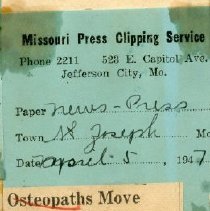 Missouri Press Clipping Service
Phone 2211 528 E. Capitol Ave.
Jefferson City, Mo.
Paper News-Press
Town St Joseph Mo
Date April 5, 1947
Osteopaths Move